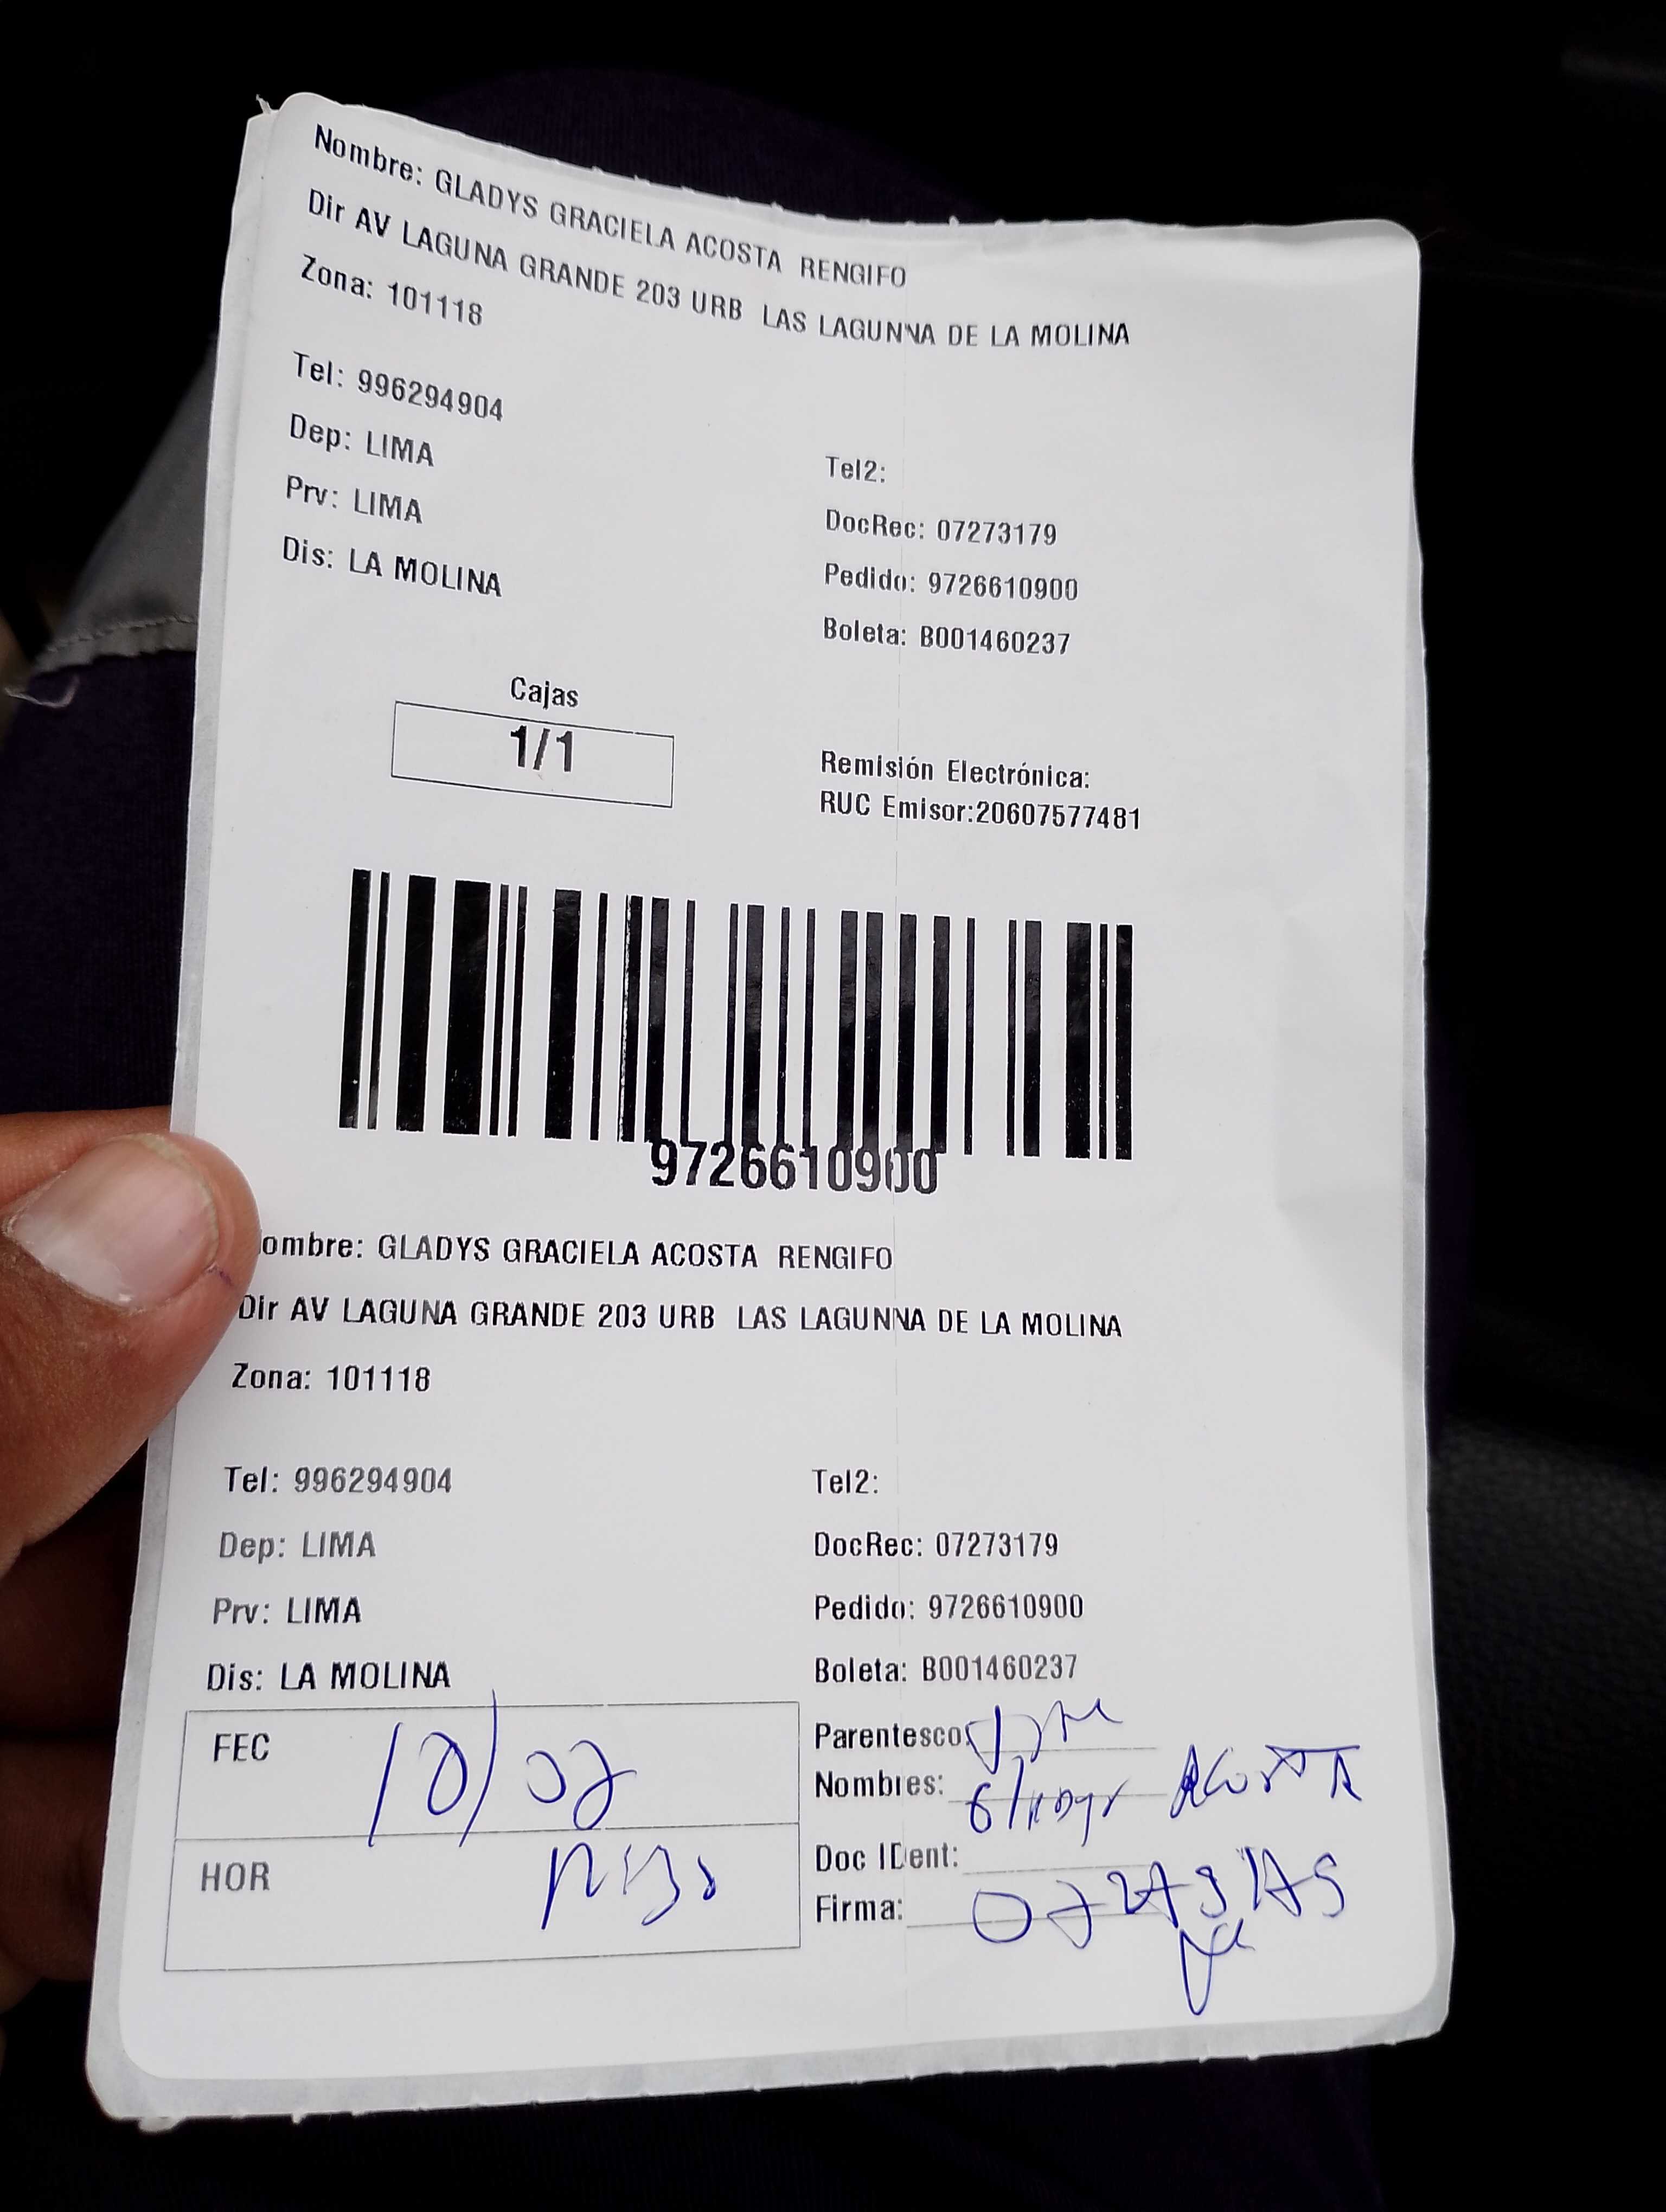 Nombre: GLADYS GRACIELA ACOSTA RENGIFO
Dir AV LAGUNA GRANDE 203 URB LAS LAGUNNA DE LA MOLINA
Zona: 101118
Tel: 996294904
Tel2:
Dep: LIMA
DocRec: 07273179
Prv: LIMA
Pedido: 9726610900
Dis: LA MOLINA
Boleta: B001460237
Cajas
1/1
Remisión Electrónica:
RUC Emisor:20607577481
9726610900
ombre: GLADYS GRACIELA ACOSTA RENGIFO
Dir AV LAGUNA GRANDE 203 URB LAS LAGUNNA DE LA MOLINA
Zona: 101118
Tel: 996294904
Tel2:
Dep: LIMA
DocRec: 07273179
Prv: LIMA
Pedido: 9726610900
Dis: LA MOLINA
Boleta: B001460237
FEC 10/02
Parentesco:
Nombres: Acosta
HOR
Doc IDent:
Firma: